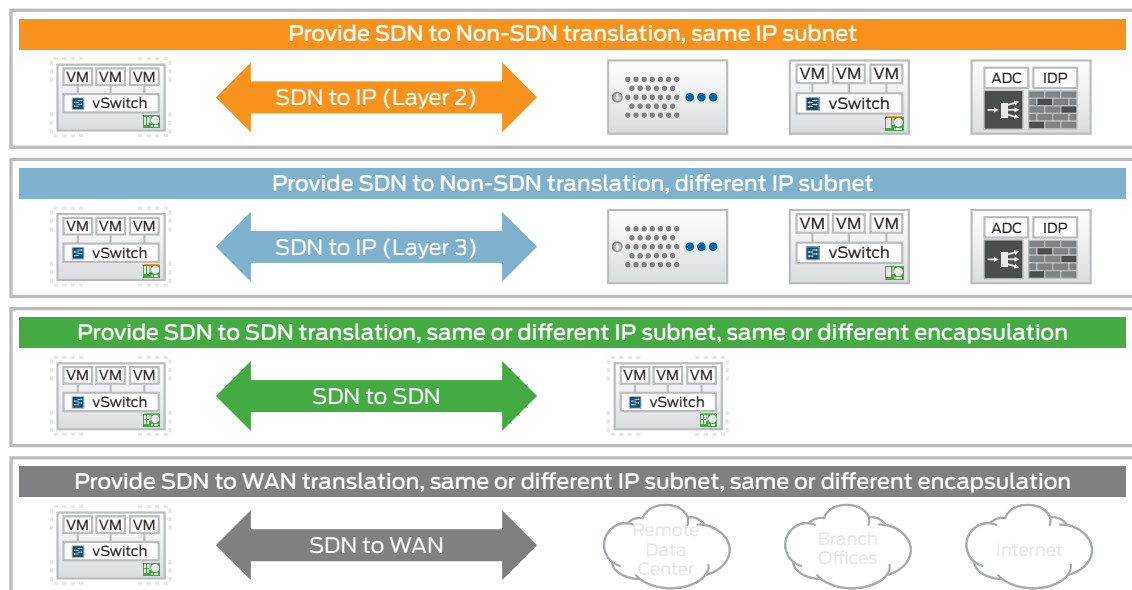 Provide SDN to Non-SDN translation, same IP subnet
VM VM VM
vSwitch
SDN to IP (Layer 2)
VM VM VM
vSwitch
ADC IDP
Provide SDN to Non-SDN translation, different IP subnet
VM VM VM
vSwitch
SDN to IP (Layer 3)
VM VM VM
vSwitch
ADC IDP
Provide SDN to SDN translation, same or different IP subnet, same or different encapsulation
VM VM VM
vSwitch
SDN to SDN
VM VM VM
vSwitch
Provide SDN to WAN translation, same or different IP subnet, same or different encapsulation
VM VM VM
vSwitch
SDN to WAN
Remote
Data
Center
Branch
Offices
Internet